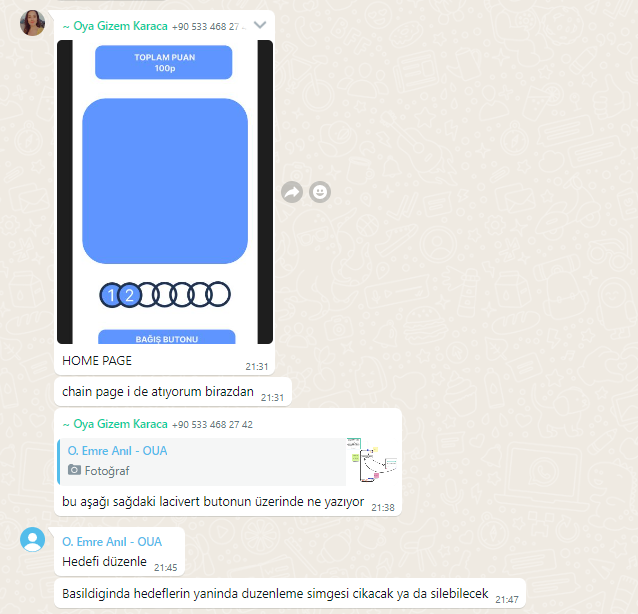 ~ Oya Gizem Karaca +90 533 468 27
TOPLAM PUAN
100p
1 2
BAĞIŞ BUTONU
HOME PAGE
21:31
chain page i de atıyorum birazdan 21:31
~ Oya Gizem Karaca +90 533 468 27 42
O. Emre Anıl - OUA
Fotoğraf
bu aşağı sağdaki lacivert butonun üzerinde ne yazıyor 21:38
O. Emre Anıl - OUA
Hedefi düzenle 21:45
Basildiginda hedeflerin yaninda duzenleme simgesi cikacak ya da silebilecek 21:47